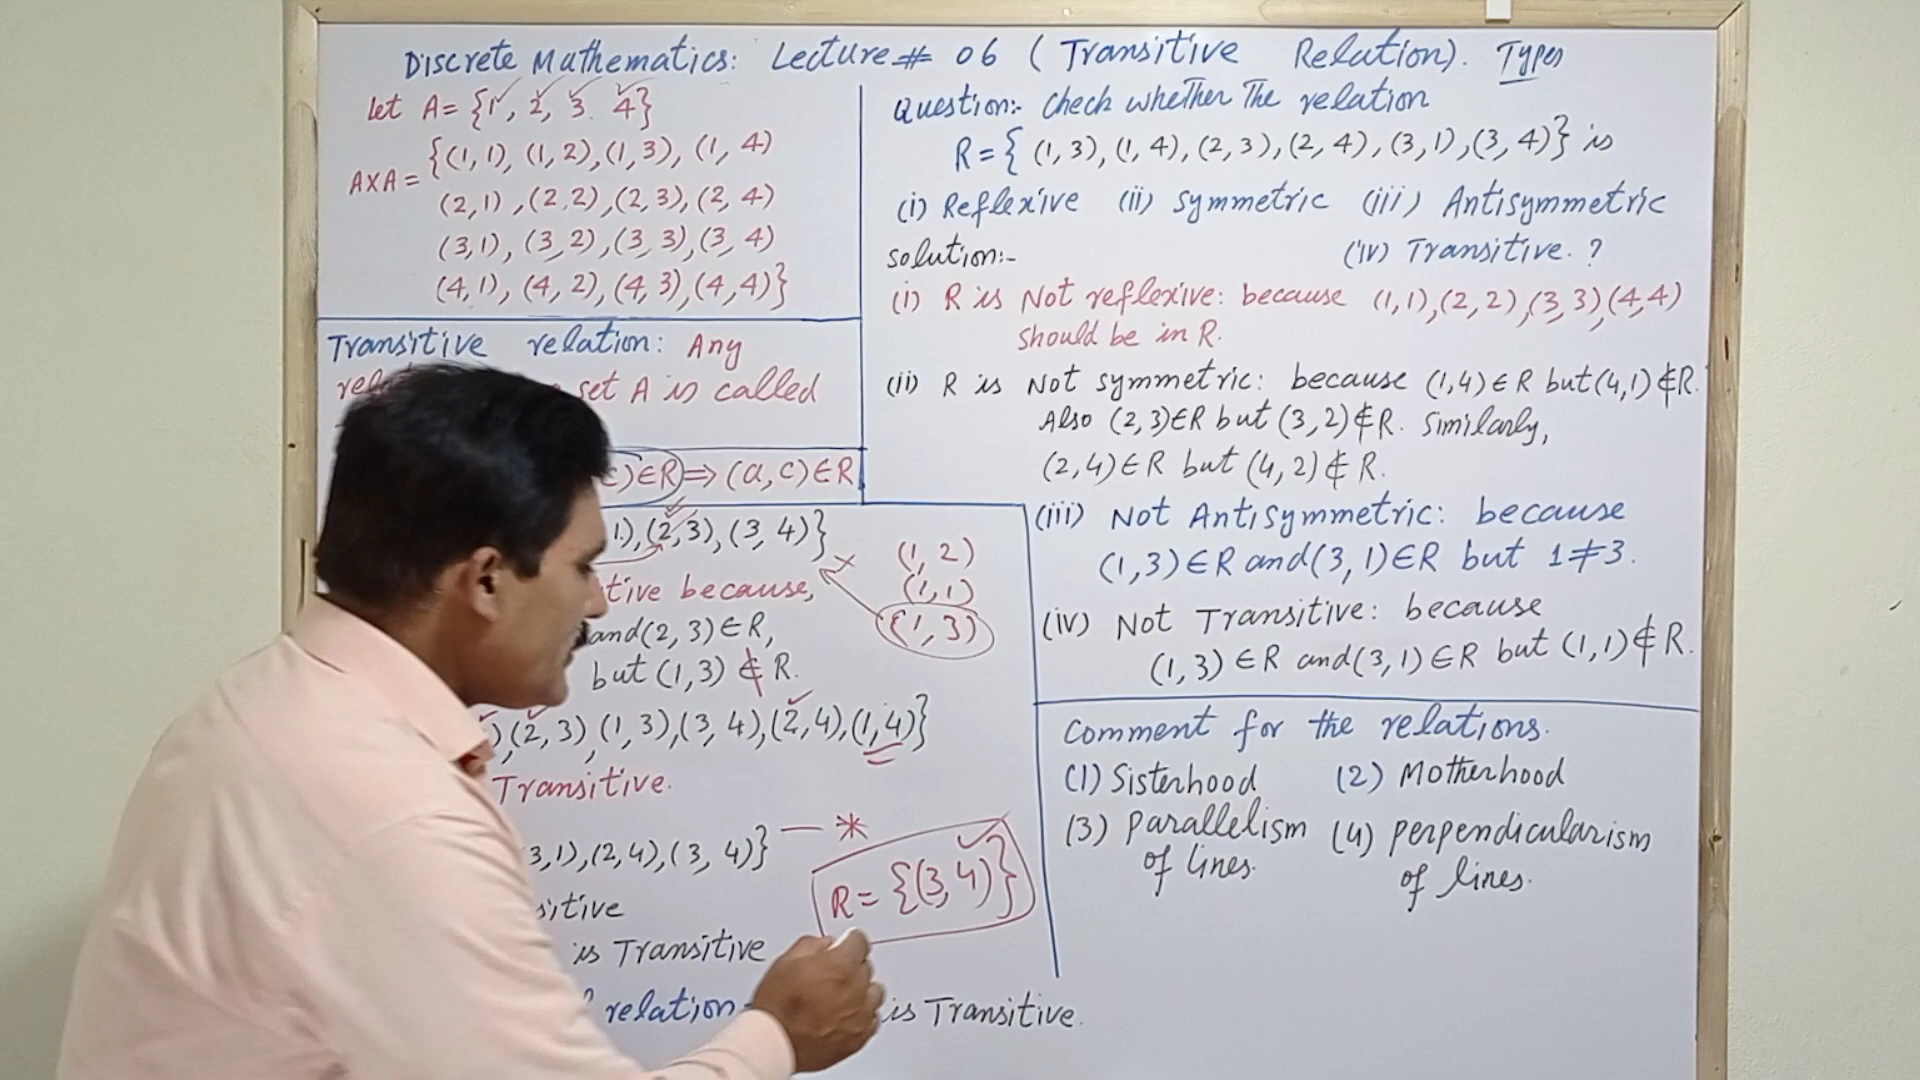 Discrete Mathematics: Lecture # 06 (Transitive Relation). Types
let A = {1, 2, 3. 4}
A×A = {(1,1), (1,2),(1,3), (1,4)
(2,1) ,(2,2),(2,3),(2,4)
(3,1), (3,2),(3,3),(3,4)
(4,1), (4,2),(4,3),(4,4)}
Transitive relation: Any
set A is called
c)∈R ⇒ (a,c)∈R
1),(2,3),(3,4)}
tive because,
and(2,3)∈R,
but (1,3) ∉ R.
(1,2)
(1,1)
(1,3)
),(2,3),(1,3),(3,4),(2,4),(1,4)}
Transitive.
3,1),(2,4),(3,4)} — *
R = {(3,4)}
sitive
is Transitive
relation
is Transitive.
Question:- Check whether The relation
R = { (1,3),(1,4),(2,3),(2,4),(3,1),(3,4)} is
(i) Reflexive (ii) Symmetric (iii) Antisymmetric
(iv) Transitive. ?
Solution:-
(i) R is Not reflexive: because (1,1),(2,2),(3,3),(4,4)
should be in R.
(ii) R is Not symmetric: because (1,4)∈R but(4,1)∉R.
Also (2,3)∈R but (3,2)∉R. Similarly,
(2,4)∈R but (4,2)∉R.
(iii) Not Antisymmetric: because
(1,3)∈R and(3,1)∈R but 1≠3.
(iv) Not Transitive: because
(1,3)∈R and(3,1)∈R but (1,1)∉R.
Comment for the relations.
(1) Sisterhood (2) Motherhood
(3) parallelism of lines. (4) perpendicularism of lines.